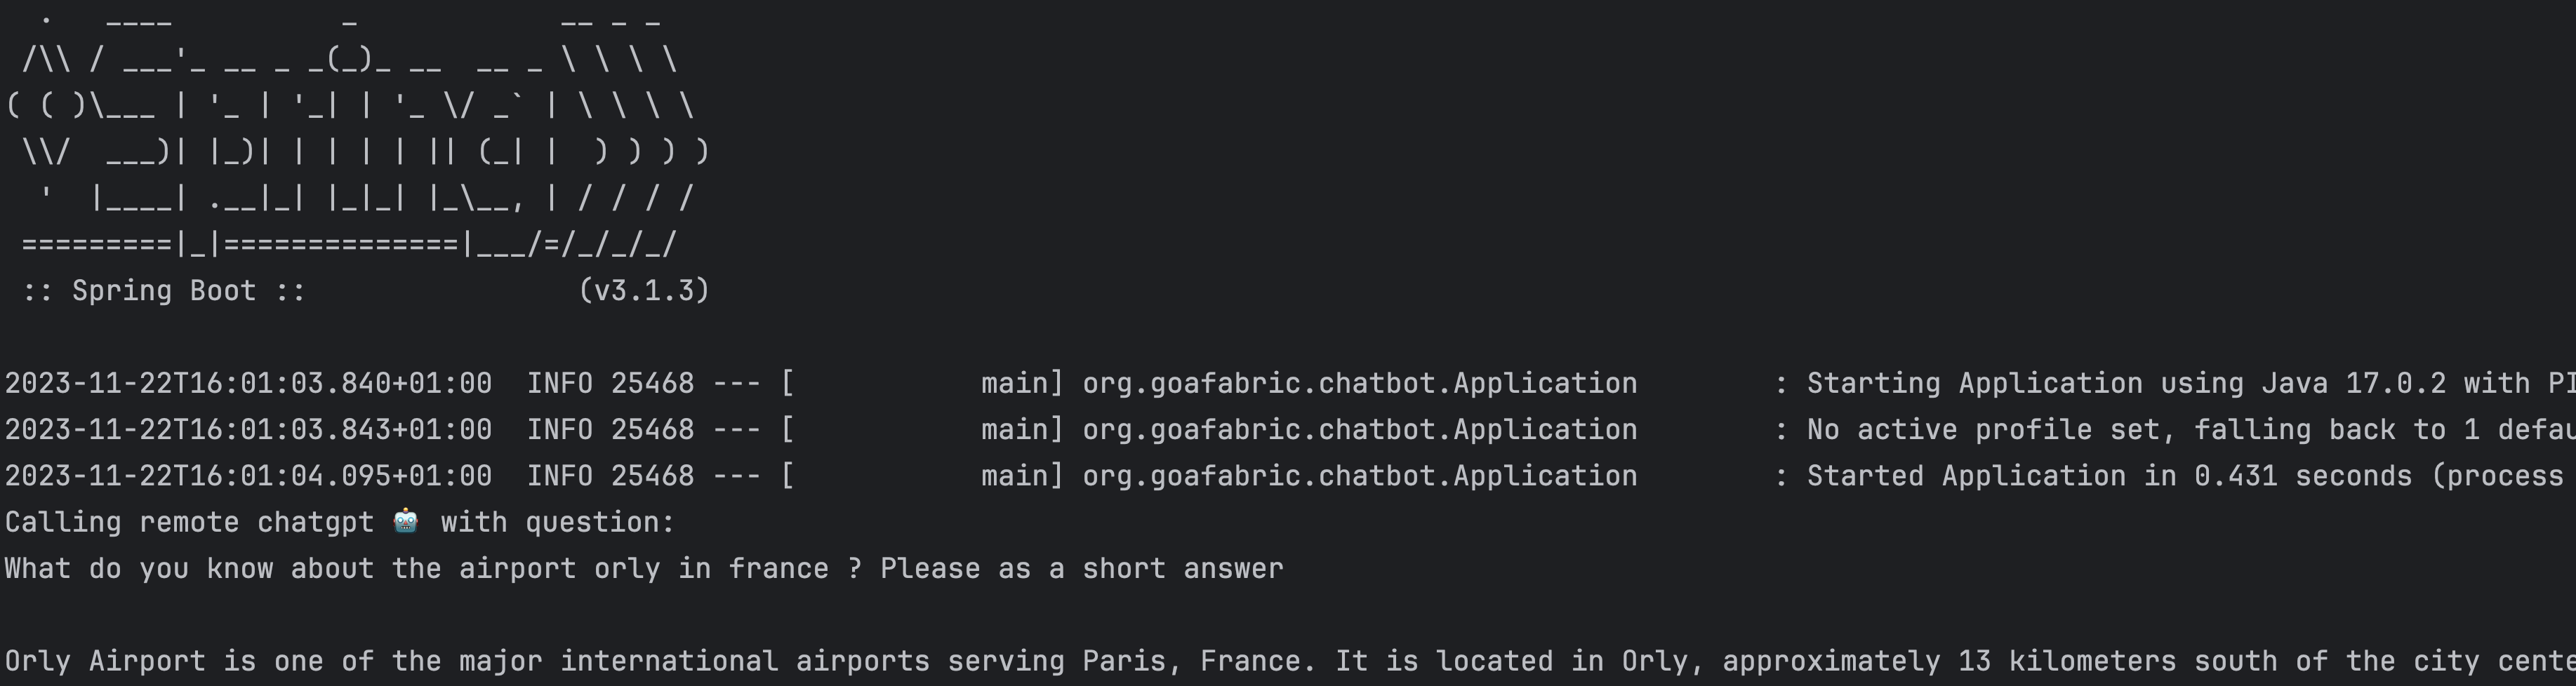 .   ____          _            __ _ _
 /\\ / ___'_ __ _ _(_)_ __  __ _ \ \ \ \
( ( )\___ | '_ | '_| | '_ \/ _` | \ \ \ \
 \\/  ___)| |_)| | | | | || (_| |  ) ) ) )
  '  |____| .__|_| |_|_| |_\__, | / / / /
 =========|_|==============|___/=/_/_/_/
 :: Spring Boot ::                (v3.1.3)
2023-11-22T16:01:03.840+01:00  INFO 25468 --- [           main] org.goafabric.chatbot.Application        : Starting Application using Java 17.0.2 with PI
2023-11-22T16:01:03.843+01:00  INFO 25468 --- [           main] org.goafabric.chatbot.Application        : No active profile set, falling back to 1 defau
2023-11-22T16:01:04.095+01:00  INFO 25468 --- [           main] org.goafabric.chatbot.Application        : Started Application in 0.431 seconds (process
Calling remote chatgpt 🤖 with question:
What do you know about the airport orly in france ? Please as a short answer
Orly Airport is one of the major international airports serving Paris, France. It is located in Orly, approximately 13 kilometers south of the city cente